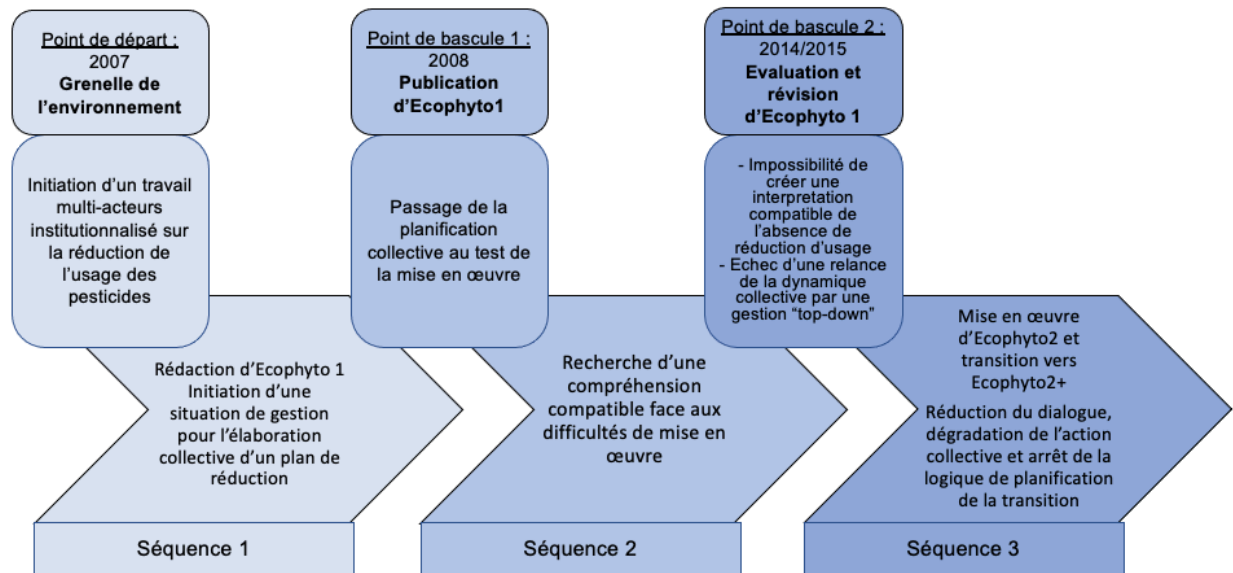 Point de départ :
2007
Grenelle de
l'environnement
Initiation d'un travail
multi-acteurs
institutionnalisé sur
la réduction de
l'usage des
pesticides
Rédaction d'Ecophyto 1
Initiation d'une
situation de gestion
pour l'élaboration
collective d'un plan de
réduction
Séquence 1
Point de bascule 1 :
2008
Publication
d'Ecophyto1
Passage de la
planification
collective au test de
la mise en œuvre
Recherche d'une
compréhension
compatible face aux
difficultés de mise en
œuvre
Séquence 2
Point de bascule 2 :
2014/2015
Evaluation et
révision
d'Ecophyto 1
- Impossibilité de
créer une
interpretation
compatible de
l'absence de
réduction d'usage
- Echec d'une relance
de la dynamique
collective par une
gestion “top-down”
Mise en œuvre
d'Ecophyto2 et
transition vers
Ecophyto2+
Réduction du dialogue,
dégradation de l'action
collective et arrêt de la
logique de planification
de la transition
Séquence 3